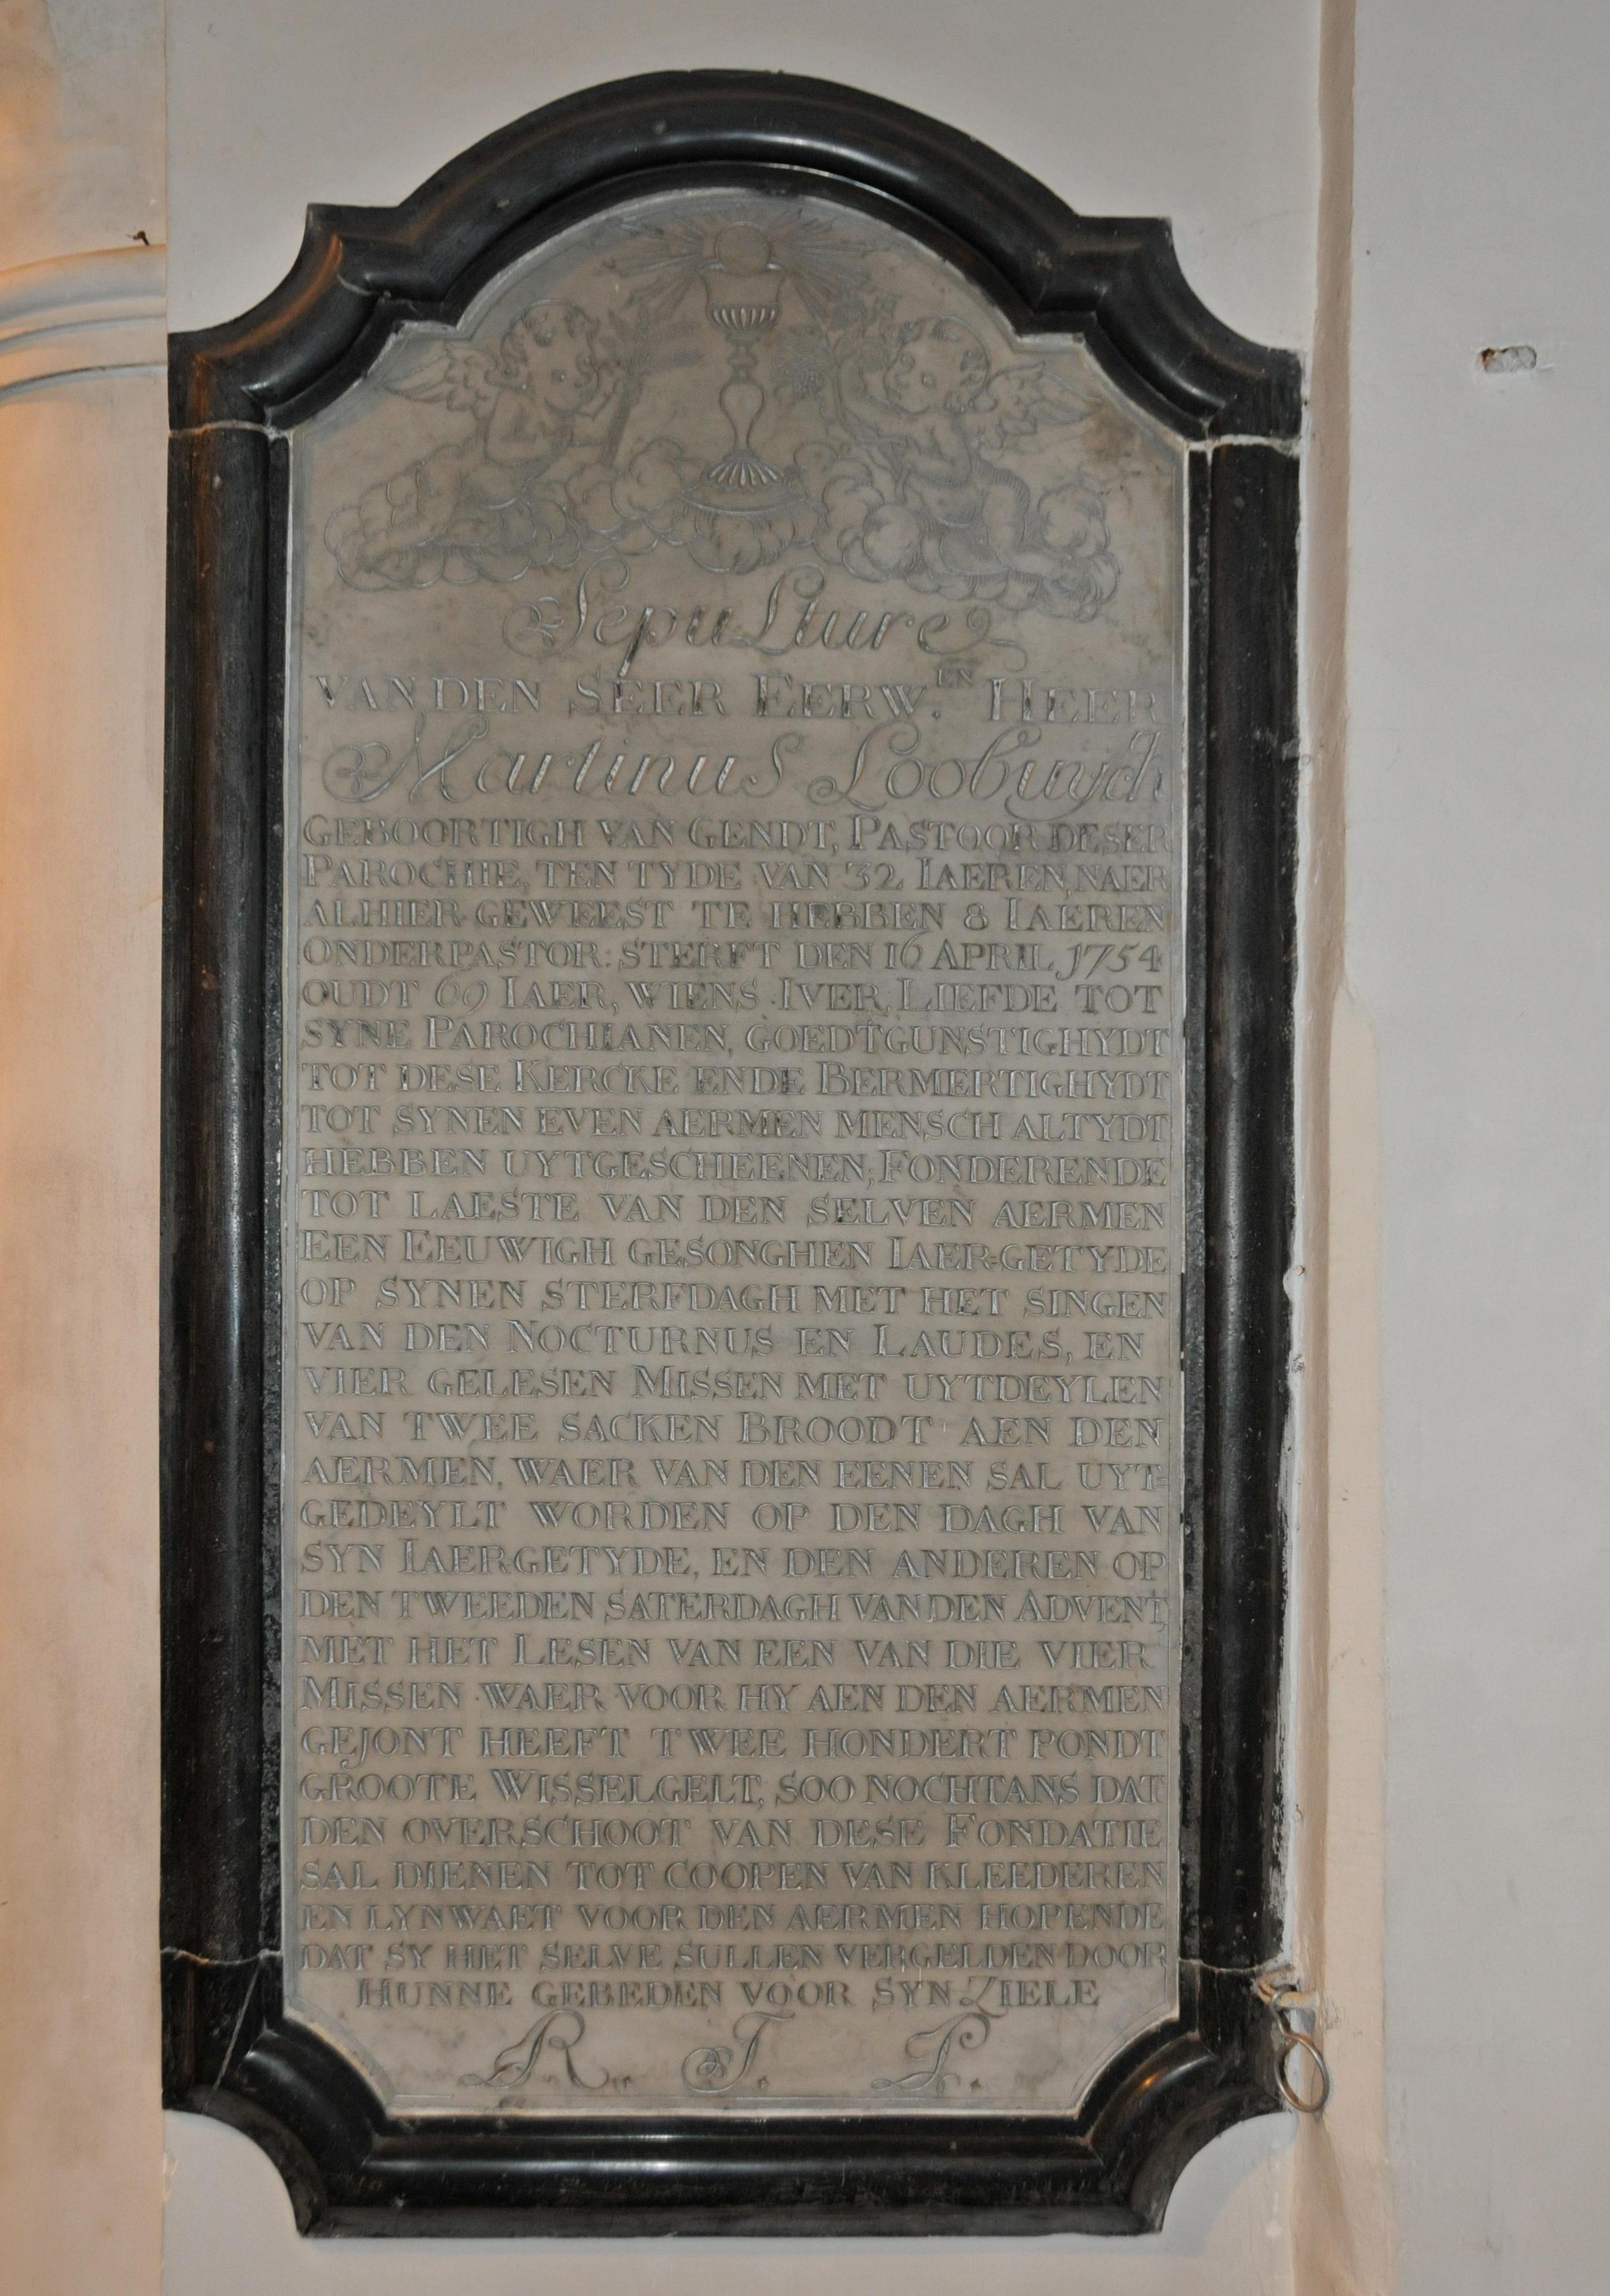 Sepulture
VAN DEN SEER EERW.EN HEER
Martinus Loobuyck
GEBOORTIGH VAN GENDT, PASTOOR DESER
PAROCHIE, TEN TYDE VAN 32 IAEREN, NAER
ALHIER GEWEEST TE HEBBEN 8 IAEREN
ONDERPASTOR: STERFT DEN 16 APRIL 1754
OUDT 69 IAER, WIENS IVER, LIEFDE TOT
SYNE PAROCHIANEN, GOEDTGUNSTIGHYDT
TOT DESE KERCKE ENDE BERMERTIGHYDT
TOT SYNEN EVEN AERMEN MENSCH ALTYDT
HEBBEN UYTGESCHEENEN; FONDERENDE
TOT LAESTE VAN DEN SELVEN AERMEN
EEN EEUWIGH GESONGHEN IAER-GETYDE
OP SYNEN STERFDAGH MET HET SINGEN
VAN DEN NOCTURNUS EN LAUDES, EN
VIER GELESEN MISSEN MET UYTDEYLEN
VAN TWEE SACKEN BROODT AEN DEN
AERMEN, WAER VAN DEN EENEN SAL UYT-
GEDEYLT WORDEN OP DEN DAGH VAN
SYN IAERGETYDE, EN DEN ANDEREN OP
DEN TWEEDEN SATERDAGH VAN DEN ADVENT,
MET HET LESEN VAN EEN VAN DIE VIER
MISSEN WAER VOOR HY AEN DEN AERMEN
GEJONT HEEFT TWEE HONDERT PONDT
GROOTE WISSELGELT, SOO NOCHTANS DAT
DEN OVERSCHOOT VAN DESE FONDATIE
SAL DIENEN TOT COOPEN VAN KLEEDEREN
EN LYNWAET VOOR DEN AERMEN HOPENDE
DAT SY HET SELVE SULLEN VERGELDEN DOOR
HUNNE GEBEDEN VOOR SYN ZIELE
R. I. P.